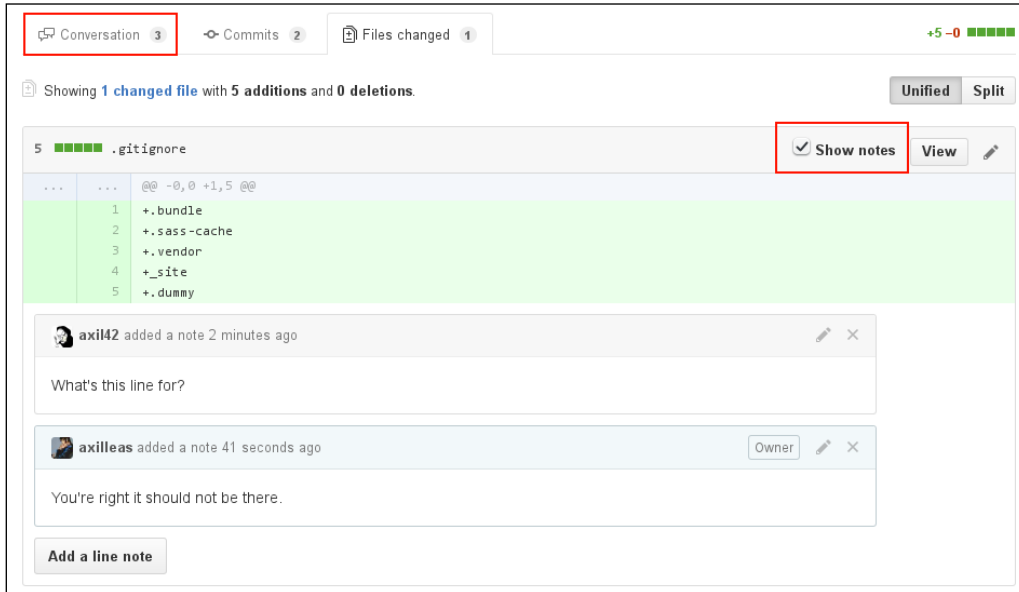 Conversation 3 Commits 2 Files changed 1 +5 −0
Showing 1 changed file with 5 additions and 0 deletions. Unified Split
5 .gitignore Show notes View
... ... @@ -0,0 +1,5 @@
1 +.bundle
2 +.sass-cache
3 +.vendor
4 +_site
5 +.dummy
axil42 added a note 2 minutes ago
What's this line for?
axilleas added a note 41 seconds ago Owner
You're right it should not be there.
Add a line note